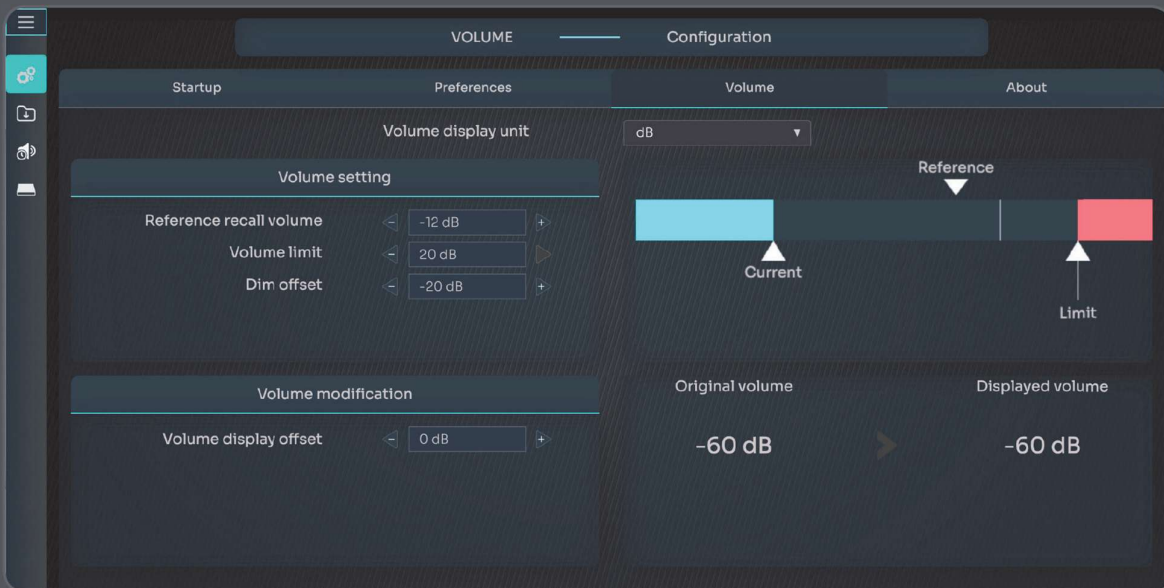 VOLUME Configuration
Startup Preferences Volume About
Volume display unit dB
Volume setting
Reference recall volume - -12 dB +
Volume limit - 20 dB
Dim offset - -20 dB +
Reference
Current
Limit
Volume modification
Volume display offset - 0 dB +
Original volume Displayed volume
-60 dB -60 dB